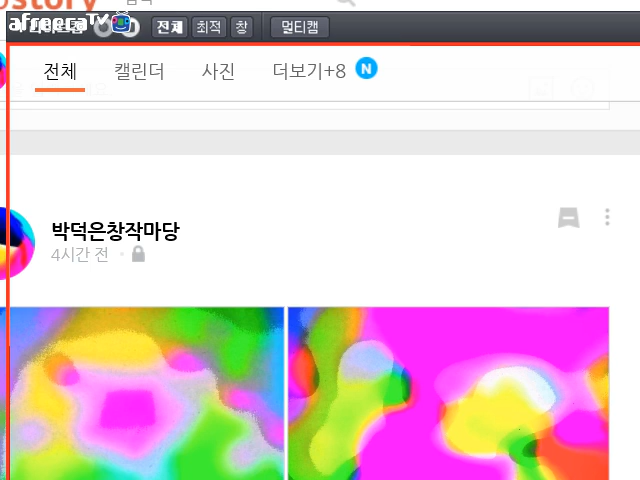 story
afreecaTV 전체 최적 창 멀티캠
전체 캘린더 사진 더보기+8 N
박덕은창작마당
4시간 전